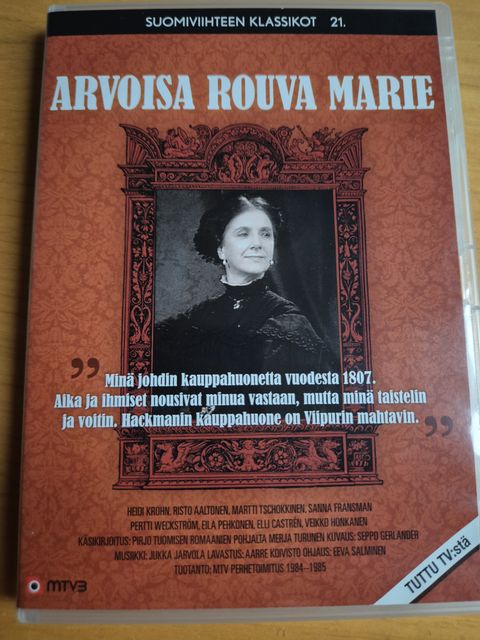 SUOMIVIIHTEEN KLASSIKOT 21.
ARVOISA ROUVA MARIE
”Minä johdin kauppahuonetta vuodesta 1807.
Aika ja ihmiset nousivat minua vastaan, mutta minä taistelin
ja voitin. Hackmanin kauppahuone on Viipurin mahtavin.”
HEIDI KROHN, RISTO AALTONEN, MARTTI TSCHOKKINEN, SANNA FRANSMAN
PERTTI WECKSTRÖM, EILA PEHKONEN, ELLI CASTRÉN, VEIKKO HONKANEN
KÄSIKIRJOITUS: PIRJO TUOMISEN ROMAANIEN POHJALTA MERJA TURUNEN KUVAUS: SEPPO GERLANDER
MUSIIKKI: JUKKA JARVOLA LAVASTUS: AARRE KOIVISTO OHJAUS: EEVA SALMINEN
TUOTANTO: MTV PERHETOIMITUS 1984–1985
MTV3
TUTTU TV:stä